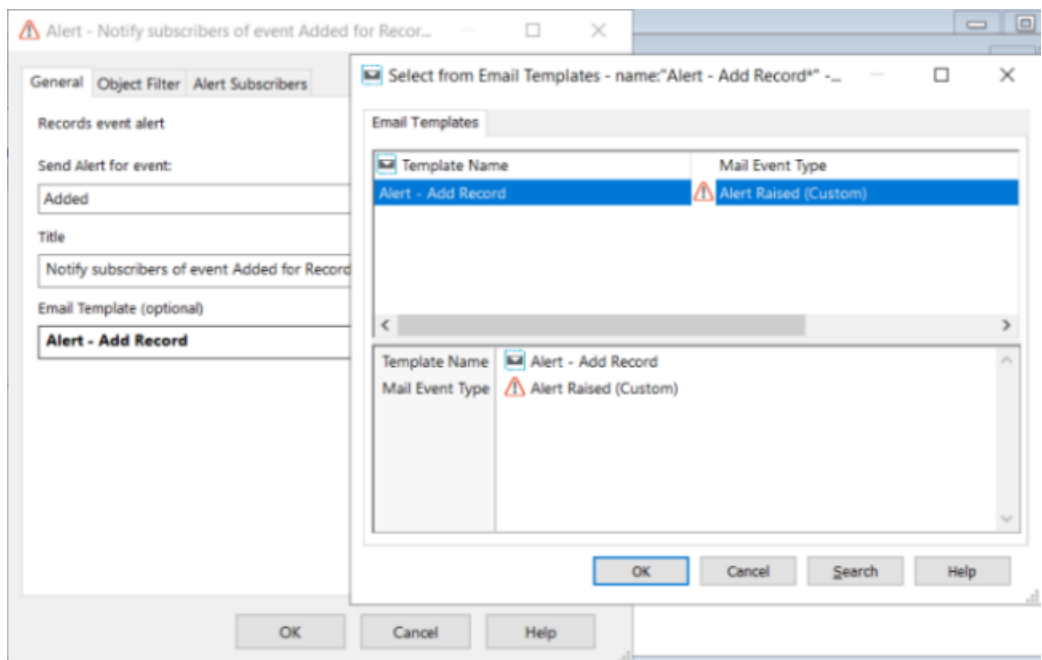 Alert - Notify subscribers of event Added for Recor...
General Object Filter Alert Subscribers
Records event alert
Send Alert for event:
Added
Title
Notify subscribers of event Added for Record
Email Template (optional)
Alert - Add Record
OK Cancel Help
Select from Email Templates - name:"Alert - Add Record*" -...
Email Templates
Template Name Mail Event Type
Alert - Add Record Alert Raised (Custom)
Template Name Alert - Add Record
Mail Event Type Alert Raised (Custom)
OK Cancel Search Help